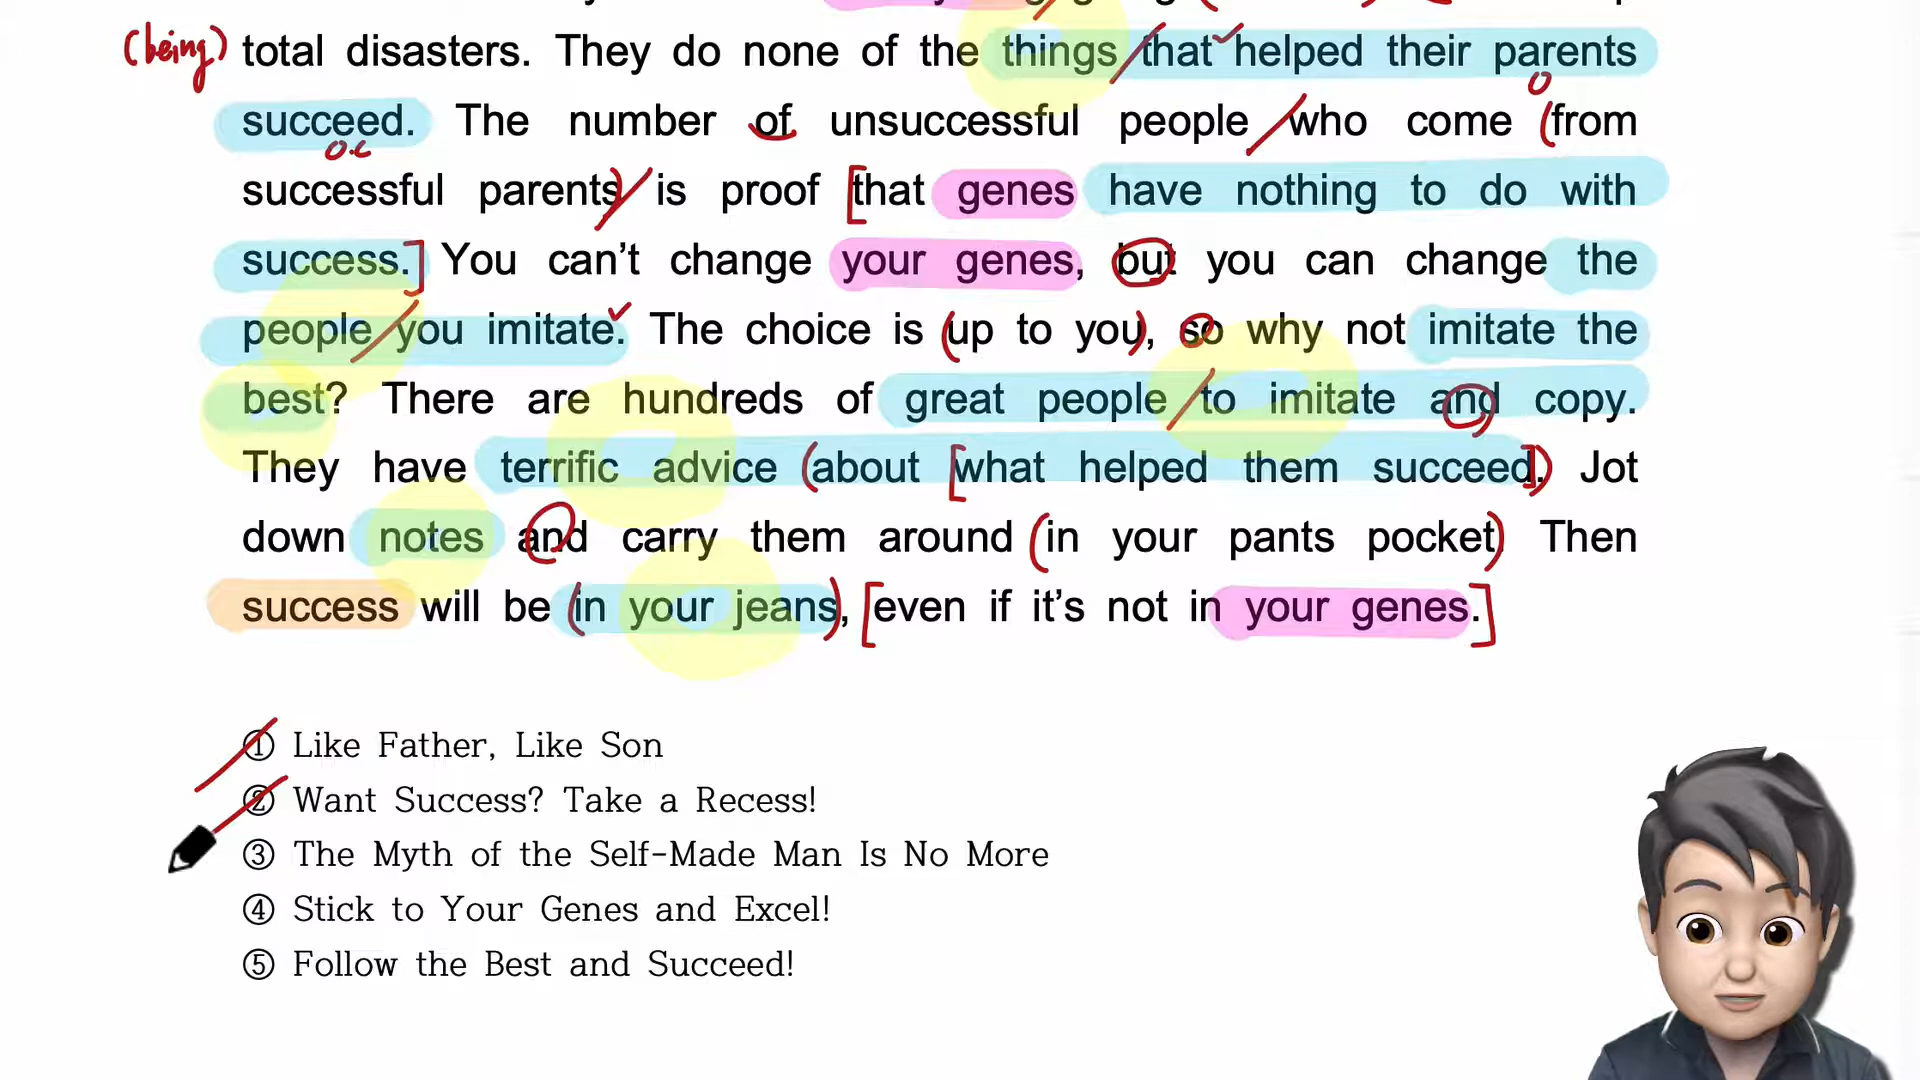 (being) total disasters. They do none of the things that helped their parents
O
succeed. The number of unsuccessful people who come (from
O.C
successful parents) is proof [that genes have nothing to do with
success.] You can't change your genes, but you can change the
people you imitate. The choice is (up to you), so why not imitate the
best? There are hundreds of great people to imitate and copy.
They have terrific advice (about [what helped them succeed].) Jot
down notes and carry them around (in your pants pocket) Then
success will be (in your jeans), [even if it's not in your genes.]
① Like Father, Like Son
② Want Success? Take a Recess!
③ The Myth of the Self-Made Man Is No More
④ Stick to Your Genes and Excel!
⑤ Follow the Best and Succeed!